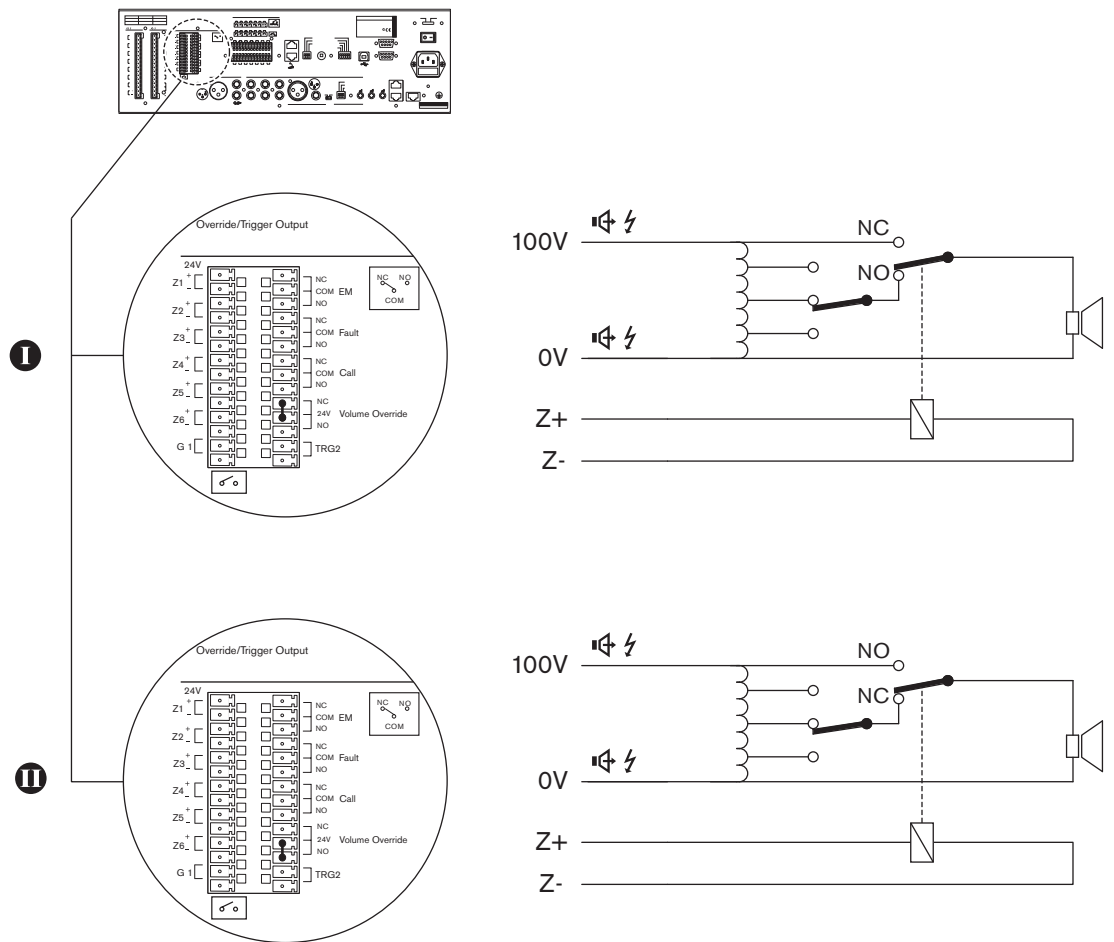 I
Override/Trigger Output
24V
Z1 + -
Z2 + -
Z3 + -
Z4 + -
Z5 + -
Z6 + -
G 1
NC
COM EM
NO
NC
COM Fault
NO
NC
COM Call
NO
NC
24V Volume Override
NO
TRG2
NC NO
COM
100V
NC
NO
0V
Z+
Z-
II
Override/Trigger Output
24V
Z1 + -
Z2 + -
Z3 + -
Z4 + -
Z5 + -
Z6 + -
G 1
NC
COM EM
NO
NC
COM Fault
NO
NC
COM Call
NO
NC
24V Volume Override
NO
TRG2
NC NO
COM
100V
NO
NC
0V
Z+
Z-